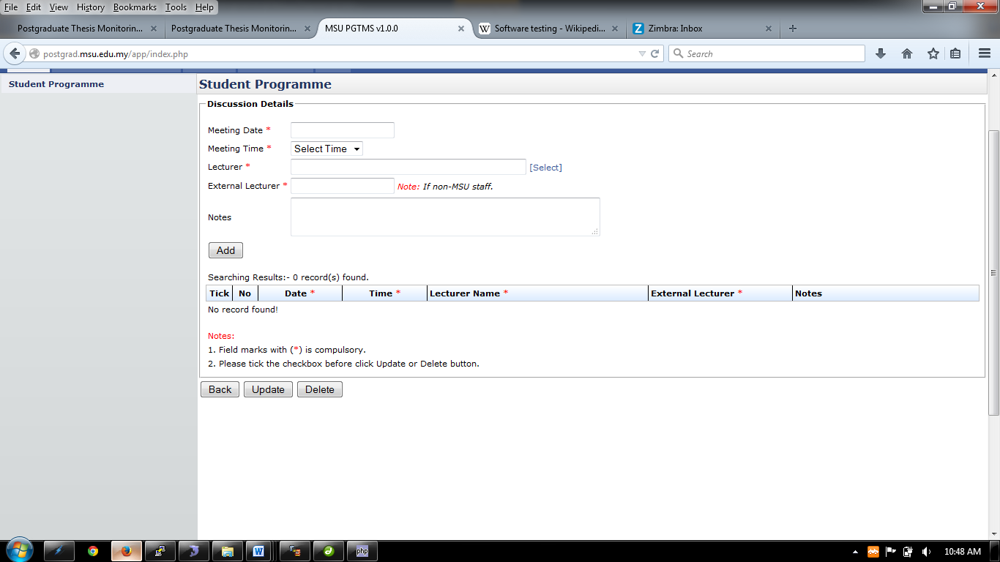 File Edit View History Bookmarks Tools Help
Postgraduate Thesis Monitorin... × Postgraduate Thesis Monitorin... × MSU PGTMS v1.0.0 × W Software testing - Wikipedi... × Z Zimbra: Inbox × +
postgrad.msu.edu.my/app/index.php Search
Student Programme
Student Programme
Discussion Details
Meeting Date *
Meeting Time * Select Time
Lecturer * [Select]
External Lecturer * Note: If non-MSU staff.
Notes
Add
Searching Results:- 0 record(s) found.
Tick No Date * Time * Lecturer Name * External Lecturer * Notes
No record found!
Notes:
1. Field marks with (*) is compulsory.
2. Please tick the checkbox before click Update or Delete button.
Back Update Delete
W php 10:48 AM